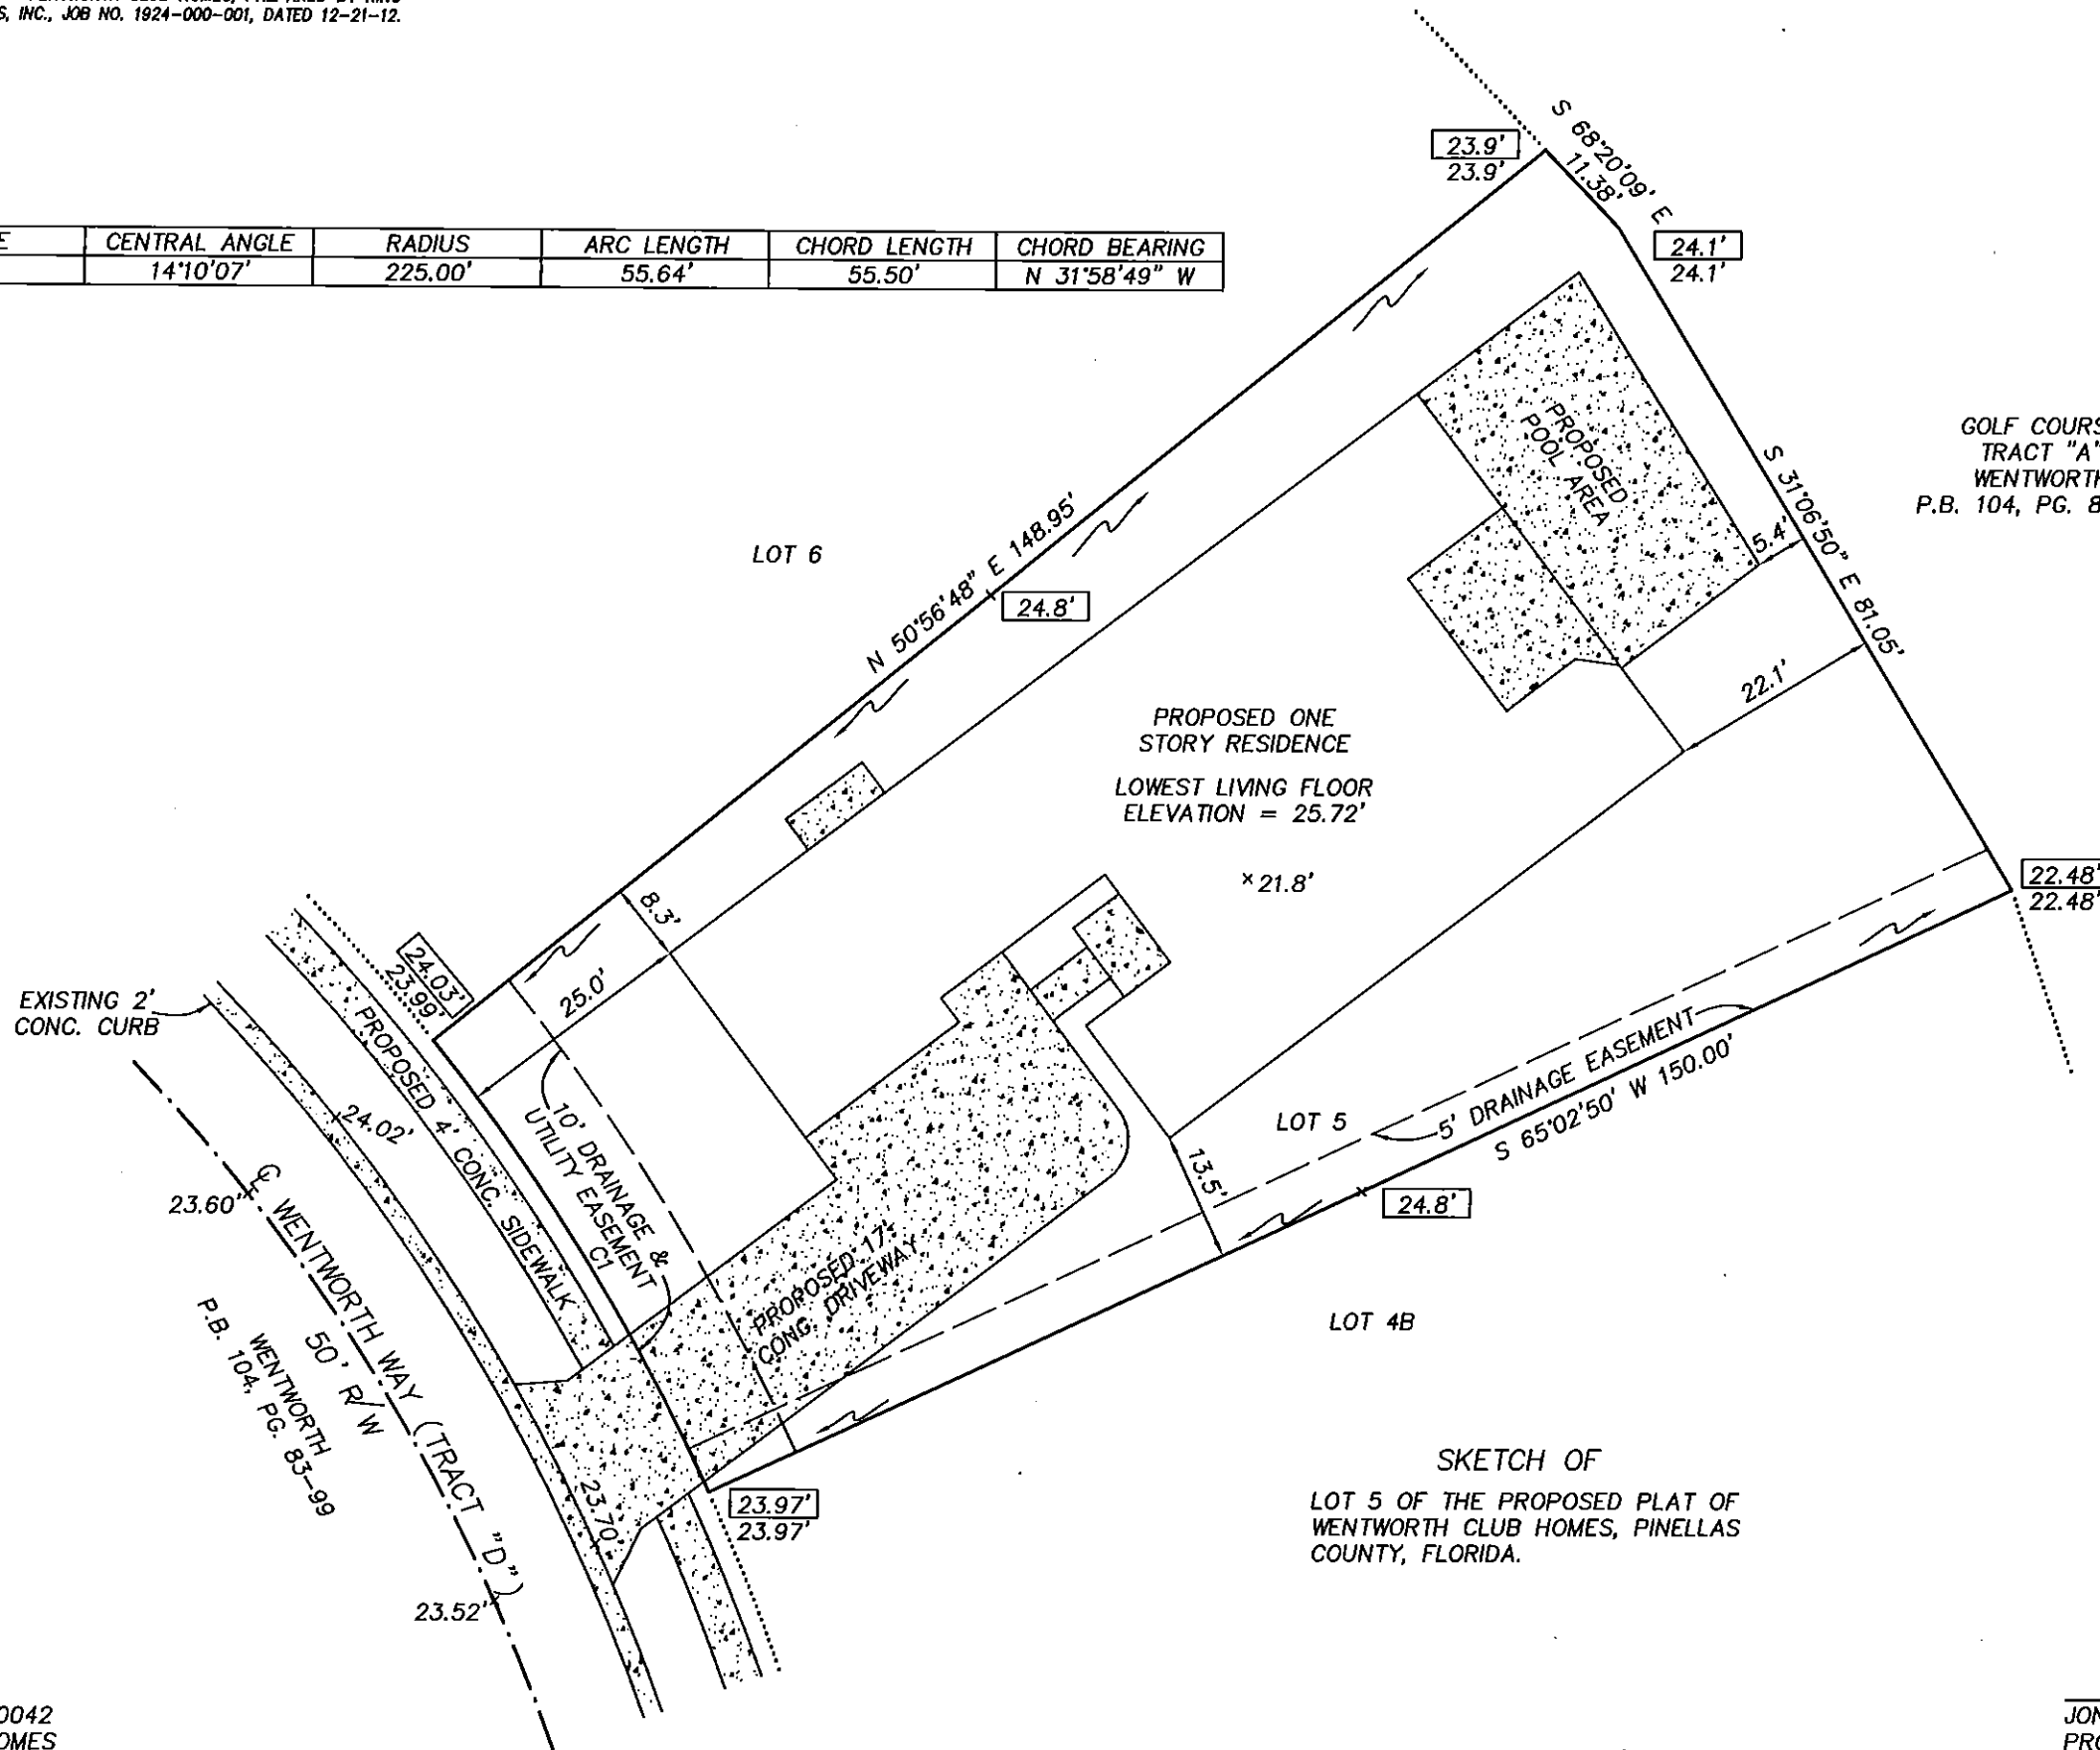 S, INC., JOB NO. 1924-000-001, DATED 12-21-12.
E CENTRAL ANGLE RADIUS ARC LENGTH CHORD LENGTH CHORD BEARING
14°10'07' 225.00' 55.64' 55.50' N 31°58'49" W
S 68°20'09' E
11.38'
23.9'
23.9'
24.1'
24.1'
GOLF COURS
TRACT "A"
WENTWORTH
P.B. 104, PG. 8
S 31°06'50" E 81.05'
PROPOSED
POOL AREA
5.4'
22.1'
LOT 6
N 50°56'48" E 148.95'
24.8'
PROPOSED ONE
STORY RESIDENCE
LOWEST LIVING FLOOR
ELEVATION = 25.72'
×21.8'
22.48'
22.48'
8.3'
25.0'
24.03'
23.99'
EXISTING 2'
CONC. CURB
PROPOSED 4' CONC. SIDEWALK
24.02'
10' DRAINAGE &
UTILITY EASEMENT
C1
LOT 5
5' DRAINAGE EASEMENT
S 65°02'50' W 150.00'
13.5'
24.8'
23.60'
℄ WENTWORTH WAY (TRACT "D")
50' R/W
WENTWORTH
P.B. 104, PG. 83-99
PROPOSED 17'
CONC. DRIVEWAY
LOT 4B
23.70'
23.97'
23.97'
23.52'
SKETCH OF
LOT 5 OF THE PROPOSED PLAT OF
WENTWORTH CLUB HOMES, PINELLAS
COUNTY, FLORIDA.
0042
OMES
JON
PRO